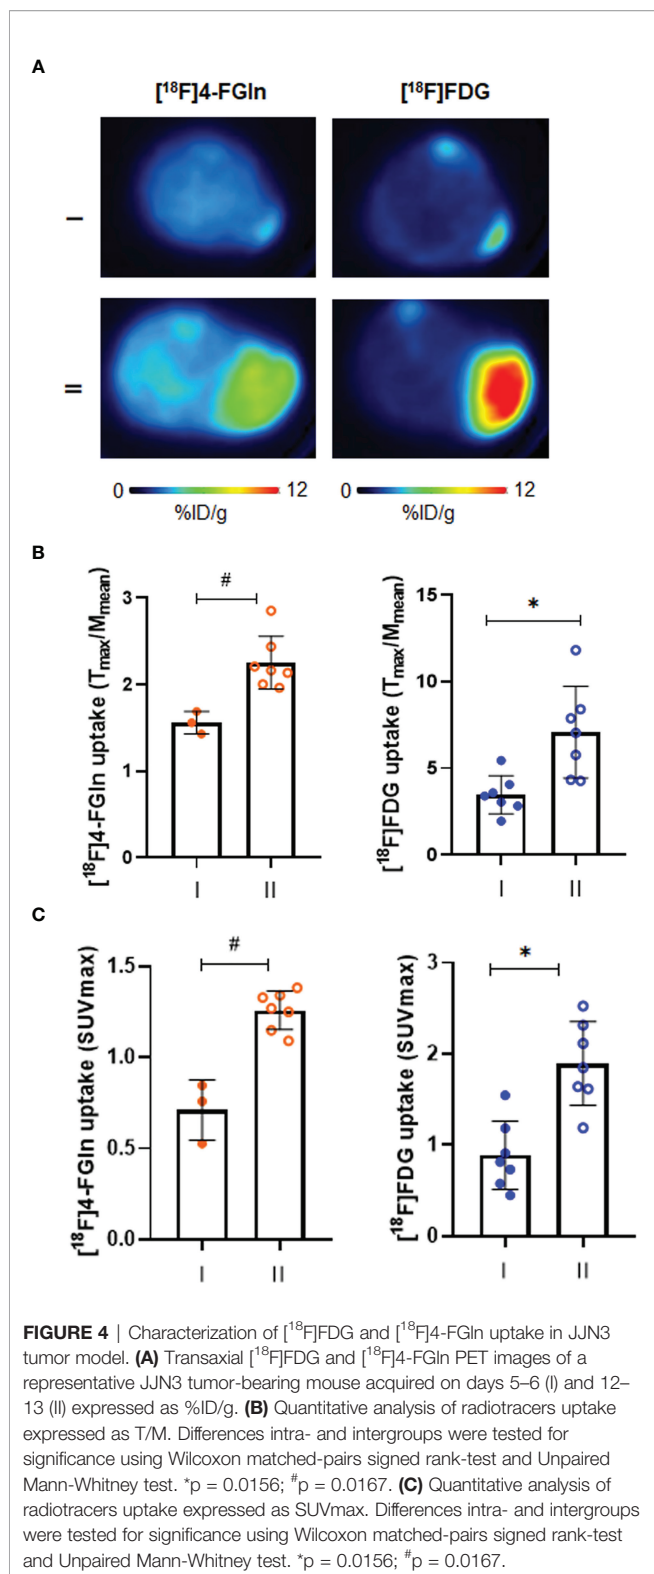 A
[¹⁸F]4-FGln [¹⁸F]FDG
I
II
0 12 0 12
%ID/g %ID/g
B
[¹⁸F]4-FGln uptake (Tmax/Mmean)
3
2
1
0
#
I II
[¹⁸F]FDG uptake (Tmax/Mmean)
15
10
5
0
*
I II
C
[¹⁸F]4-FGln uptake (SUVmax)
1.5
1.0
0.5
0.0
#
I II
[¹⁸F]FDG uptake (SUVmax)
3
2
1
0
*
I II
FIGURE 4 | Characterization of [¹⁸F]FDG and [¹⁸F]4-FGln uptake in JJN3
tumor model. (A) Transaxial [¹⁸F]FDG and [¹⁸F]4-FGln PET images of a
representative JJN3 tumor-bearing mouse acquired on days 5–6 (I) and 12–
13 (II) expressed as %ID/g. (B) Quantitative analysis of radiotracers uptake
expressed as T/M. Differences intra- and intergroups were tested for
significance using Wilcoxon matched-pairs signed rank-test and Unpaired
Mann-Whitney test. *p = 0.0156; #p = 0.0167. (C) Quantitative analysis of
radiotracers uptake expressed as SUVmax. Differences intra- and intergroups
were tested for significance using Wilcoxon matched-pairs signed rank-test
and Unpaired Mann-Whitney test. *p = 0.0156; #p = 0.0167.